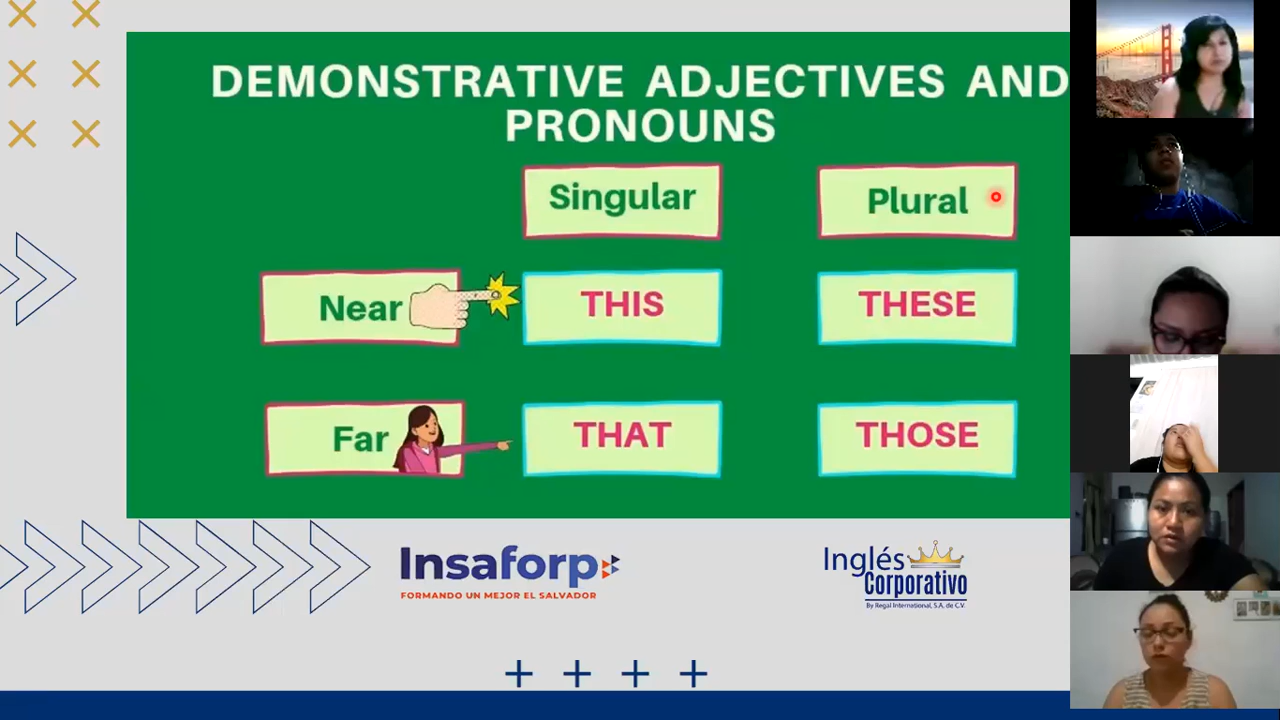 DEMONSTRATIVE ADJECTIVES AND
PRONOUNS
Singular
Plural
Near
THIS
THESE
Far
THAT
THOSE
Insaforp
FORMANDO UN MEJOR EL SALVADOR
Inglés
Corporativo
By Regal International, S.A. de C.V.